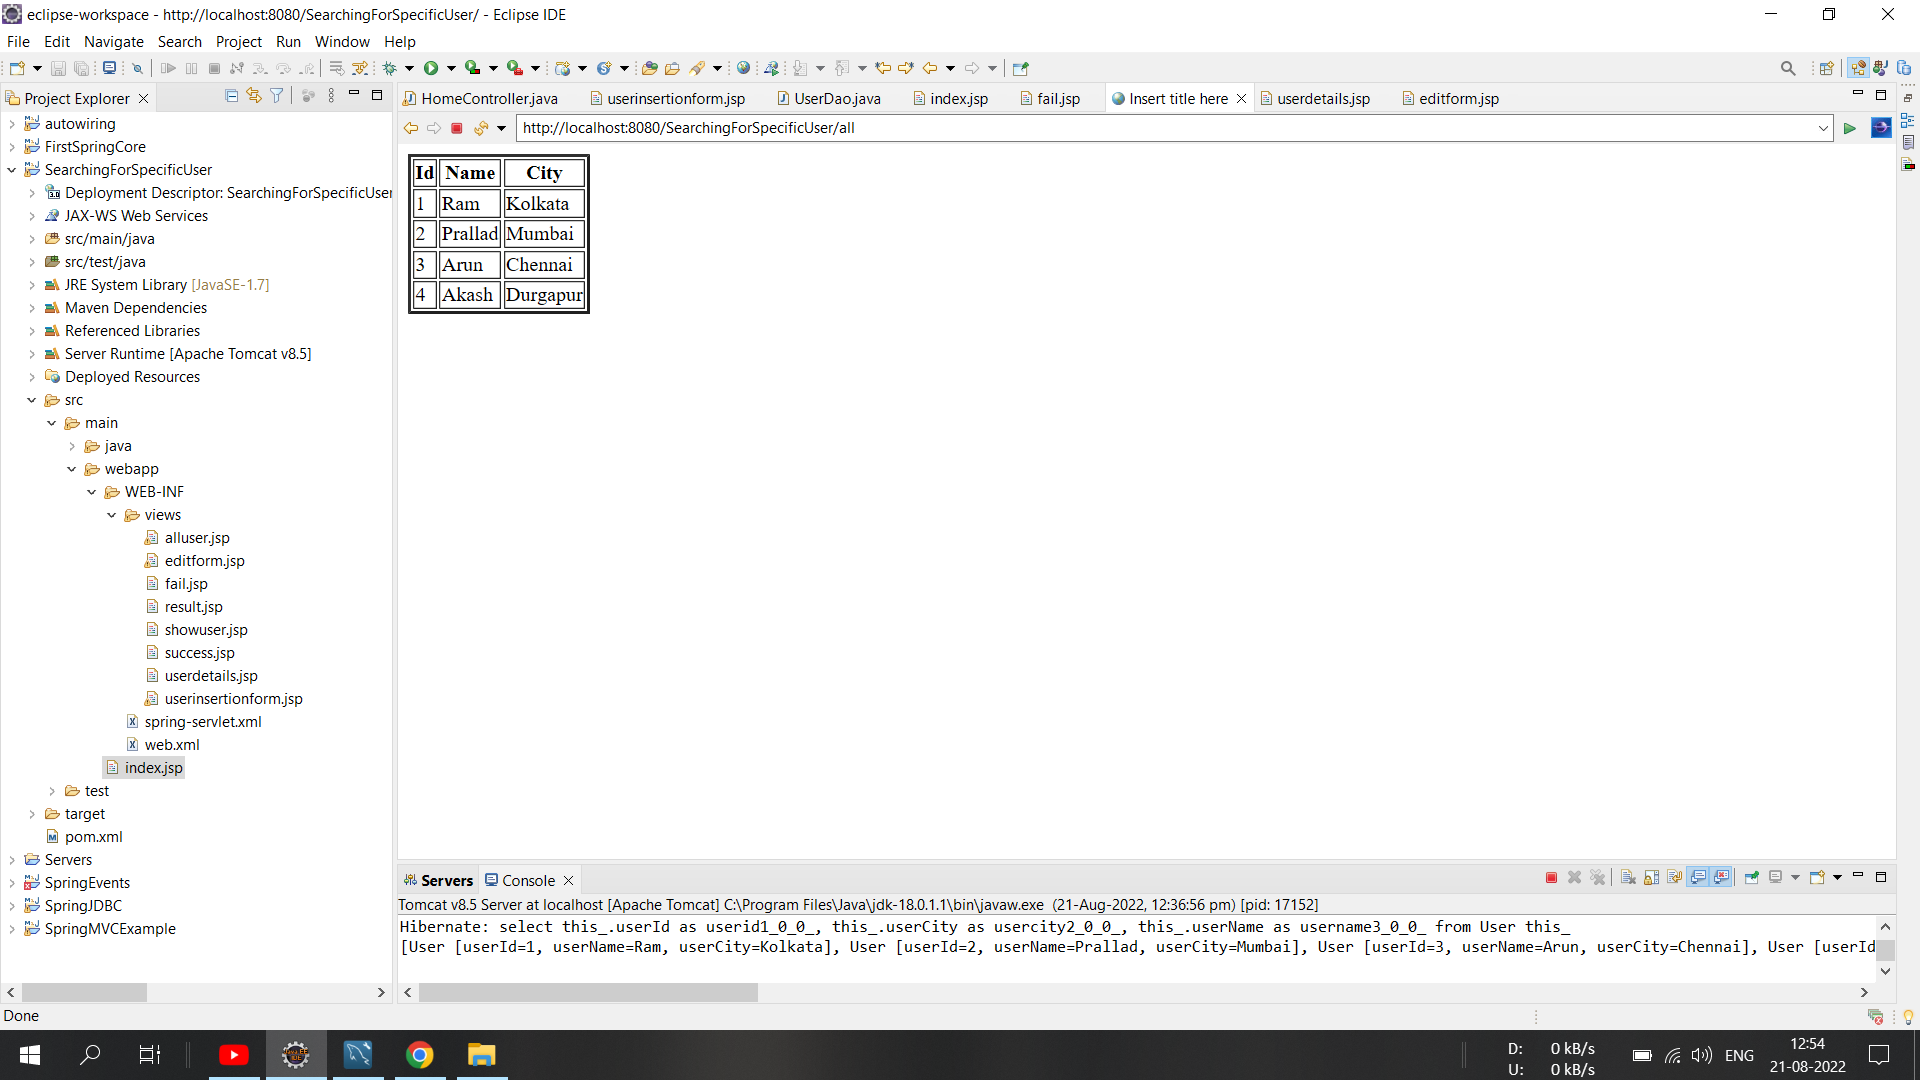 eclipse-workspace - http://localhost:8080/SearchingForSpecificUser/ - Eclipse IDE
File Edit Navigate Search Project Run Window Help
Project Explorer
HomeController.java userinsertionform.jsp UserDao.java index.jsp fail.jsp Insert title here userdetails.jsp editform.jsp
http://localhost:8080/SearchingForSpecificUser/all
autowiring
FirstSpringCore
SearchingForSpecificUser
Deployment Descriptor: SearchingForSpecificUser
JAX-WS Web Services
src/main/java
src/test/java
JRE System Library [JavaSE-1.7]
Maven Dependencies
Referenced Libraries
Server Runtime [Apache Tomcat v8.5]
Deployed Resources
src
main
java
webapp
WEB-INF
views
alluser.jsp
editform.jsp
fail.jsp
result.jsp
showuser.jsp
success.jsp
userdetails.jsp
userinsertionform.jsp
spring-servlet.xml
web.xml
index.jsp
test
target
pom.xml
Servers
SpringEvents
SpringJDBC
SpringMVCExample
Id Name City
1 Ram Kolkata
2 Prallad Mumbai
3 Arun Chennai
4 Akash Durgapur
Servers Console
Tomcat v8.5 Server at localhost [Apache Tomcat] C:\Program Files\Java\jdk-18.0.1.1\bin\javaw.exe (21-Aug-2022, 12:36:56 pm) [pid: 17152]
Hibernate: select this_.userId as userid1_0_0_, this_.userCity as usercity2_0_0_, this_.userName as username3_0_0_ from User this_
[User [userId=1, userName=Ram, userCity=Kolkata], User [userId=2, userName=Prallad, userCity=Mumbai], User [userId=3, userName=Arun, userCity=Chennai], User [userId
Done
D: 0 kB/s
U: 0 kB/s
ENG
12:54
21-08-2022